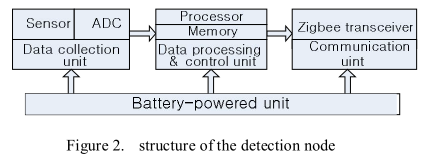 Sensor ADC
Data collection
unit
Processor
Memory
Data processing
& control unit
Zigbee transceiver
Communication
uint
Battery-powered unit
Figure 2. structure of the detection node